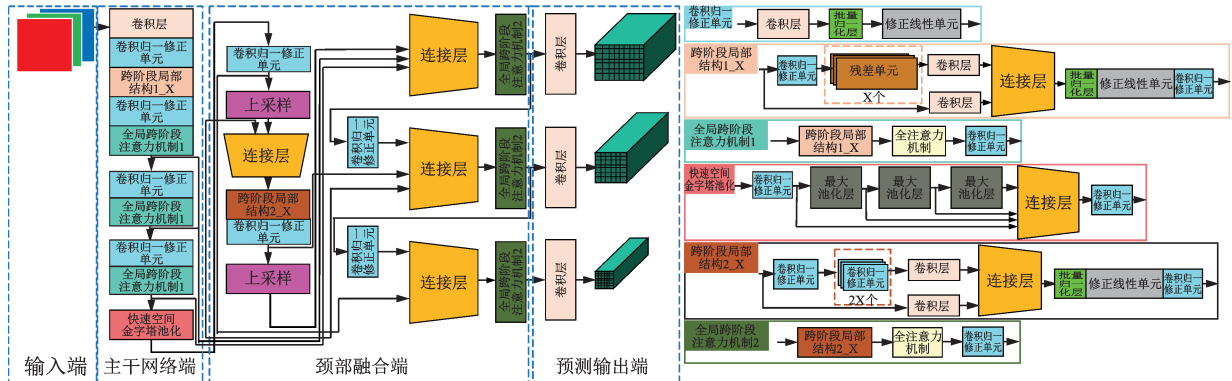 卷积层
卷积归一修正
单元
跨阶段局部
结构1_X
卷积归一修正
单元
全局跨阶段
注意力机制1
卷积归一修正
单元
全局跨阶段
注意力机制1
卷积归一修正
单元
全局跨阶段
注意力机制1
快速空间
金字塔池化
输入端
主干网络端
卷积归一修正
单元
上采样
连接层
跨阶段局部
结构2_X
卷积归一修正
单元
上采样
卷积归一
修正单元
卷积归一
修正单元
连接层
连接层
连接层
全局跨阶段
注意力机制2
全局跨阶段
注意力机制2
全局跨阶段
注意力机制2
颈部融合端
卷积层
卷积层
卷积层
预测输出端
卷积归一
修正单元
卷积层
批量
归一
化层
修正线性单元
跨阶段局部
结构1_X
卷积归一
修正单元
残差单元
X个
卷积层
卷积层
连接层
批量
归一
化层
修正线性单元
卷积归一
修正单元
全局跨阶段
注意力机制1
跨阶段局部
结构1_X
全注意力
机制
卷积归一
修正单元
快速空间
金字塔池化
卷积归一
修正单元
最大
池化层
最大
池化层
最大
池化层
连接层
卷积归一
修正单元
跨阶段局部
结构2_X
卷积归一
修正单元
卷积归一
修正单元
2X个
卷积层
卷积层
连接层
批量
归一
化层
修正线性单元
卷积归一
修正单元
全局跨阶段
注意力机制2
跨阶段局部
结构2_X
全注意力
机制
卷积归一
修正单元